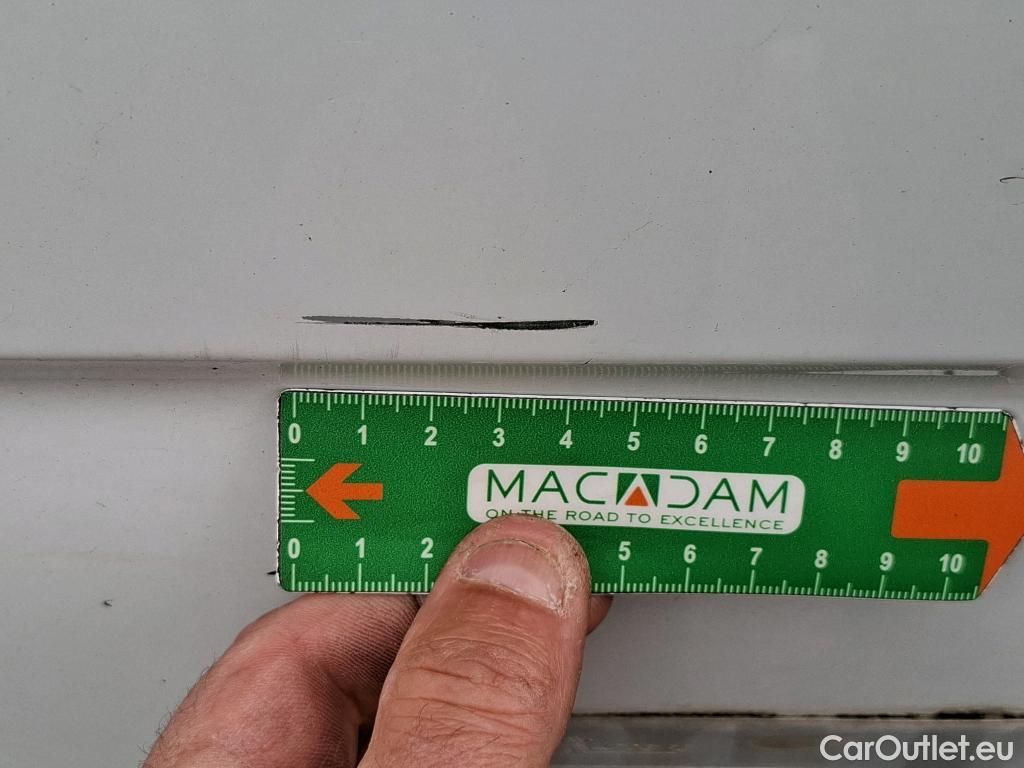 0 1 2 3 4 5 6 7 8 9 10
MACADAM
ON THE ROAD TO EXCELLENCE
0 1 2 5 6 7 8 9 10
CarOutlet.eu